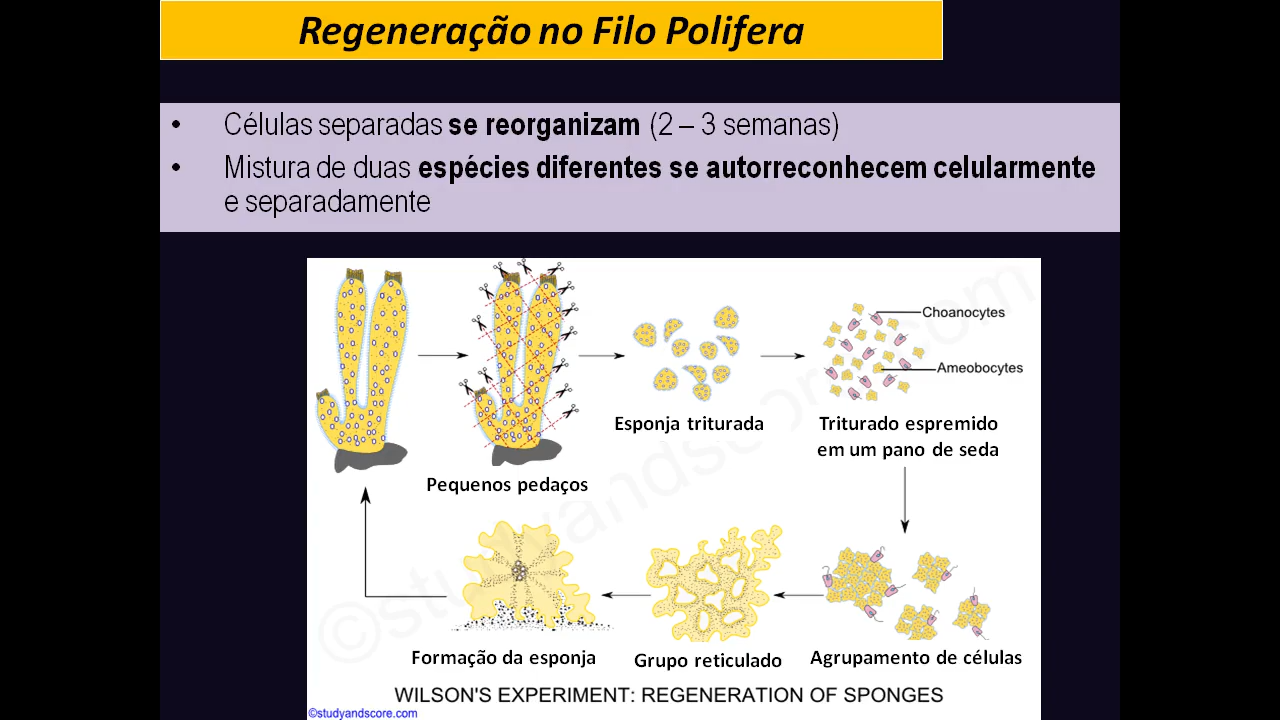 Regeneração no Filo Polifera
• Células separadas se reorganizam (2 – 3 semanas)
• Mistura de duas espécies diferentes se autorreconhecem celularmente
e separadamente
Choanocytes
Ameobocytes
Esponja triturada
Triturado espremido
em um pano de seda
Pequenos pedaços
Formação da esponja
Grupo reticulado
Agrupamento de células
WILSON'S EXPERIMENT: REGENERATION OF SPONGES
©studyandscore.com
©studyandscore.com